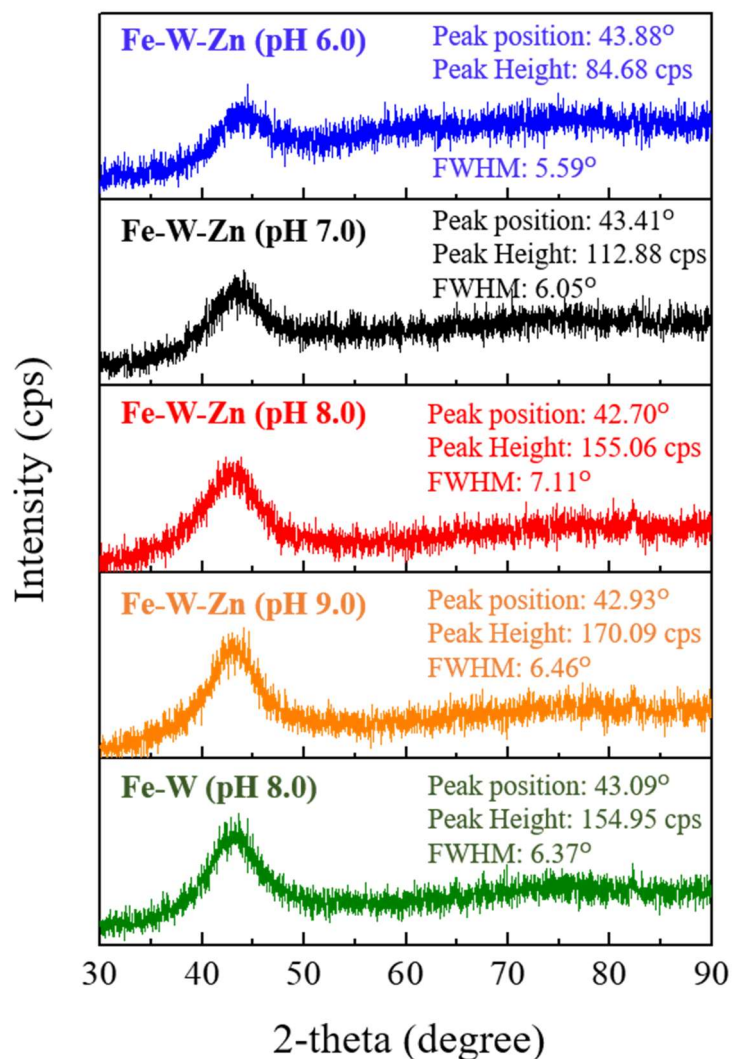 Fe-W-Zn (pH 6.0)
Peak position: 43.88°
Peak Height: 84.68 cps
FWHM: 5.59°
Fe-W-Zn (pH 7.0)
Peak position: 43.41°
Peak Height: 112.88 cps
FWHM: 6.05°
Fe-W-Zn (pH 8.0)
Peak position: 42.70°
Peak Height: 155.06 cps
FWHM: 7.11°
Fe-W-Zn (pH 9.0)
Peak position: 42.93°
Peak Height: 170.09 cps
FWHM: 6.46°
Fe-W (pH 8.0)
Peak position: 43.09°
Peak Height: 154.95 cps
FWHM: 6.37°
Intensity (cps)
30 40 50 60 70 80 90
2-theta (degree)